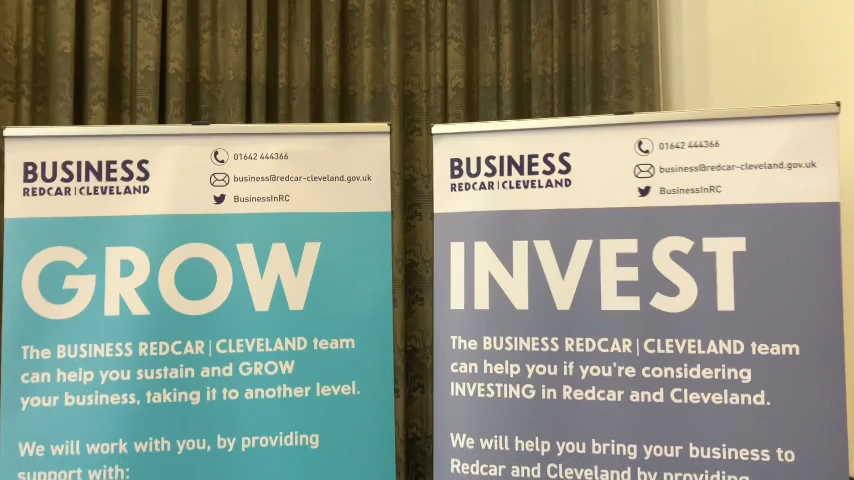 BUSINESS
REDCAR | CLEVELAND
01642 444366
business@redcar-cleveland.gov.uk
BusinessInRC
GROW
The BUSINESS REDCAR | CLEVELAND team
can help you sustain and GROW
your business, taking it to another level.
We will work with you, by providing
support with:
BUSINESS
REDCAR | CLEVELAND
01642 444366
business@redcar-cleveland.gov.uk
BusinessInRC
INVEST
The BUSINESS REDCAR | CLEVELAND team
can help you if you're considering
INVESTING in Redcar and Cleveland.
We will help you bring your business to
Redcar and Cleveland by providing